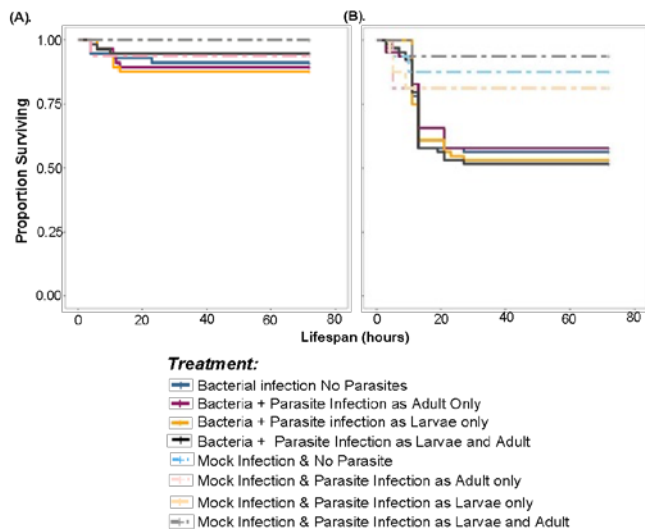 (A).
(B).
1.00
0.75
0.50
0.25
0.00
Proportion Surviving
0 20 40 60 80
0 20 40 60 80
Lifespan (hours)
Treatment:
Bacterial infection No Parasites
Bacteria + Parasite Infection as Adult Only
Bacteria + Parasite infection as Larvae only
Bacteria + Parasite Infection as Larvae and Adult
Mock Infection & No Parasite
Mock Infection & Parasite Infection as Adult only
Mock Infection & Parasite Infection as Larvae only
Mock Infection & Parasite Infection as Larvae and Adult